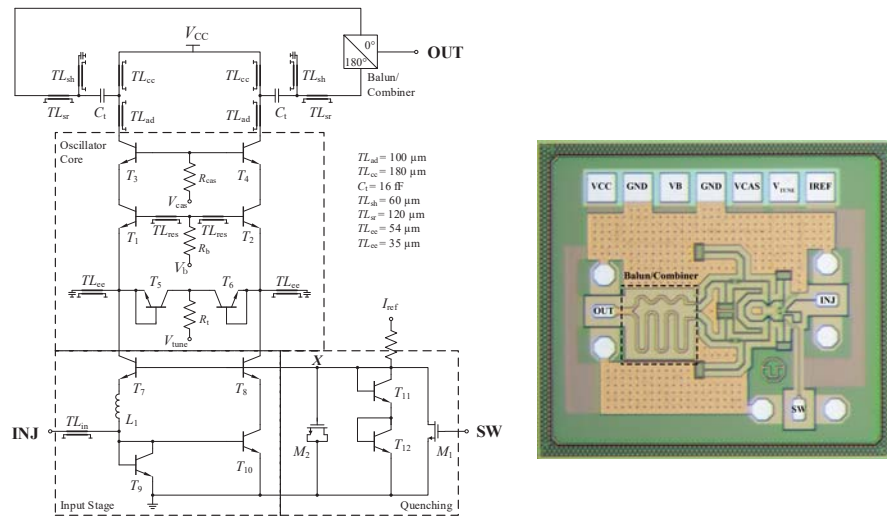 V_CC
0°
180°
OUT
Balun/
Combiner
TL_sh
TL_cc
TL_cc
TL_sh
TL_sr
C_t
TL_ad
TL_ad
C_t
TL_sr
Oscillator
Core
T_3
T_4
R_cas
V_cas
TL_ad = 100 µm
TL_cc = 180 µm
C_t = 16 fF
TL_sh = 60 µm
TL_sr = 120 µm
TL_ee = 54 µm
TL_ee = 35 µm
T_1
TL_res
TL_res
T_2
R_b
V_b
TL_ee
T_5
T_6
TL_ee
R_t
V_tune
I_ref
X
T_7
T_8
T_11
L_1
INJ
TL_in
SW
M_2
T_12
M_1
T_10
T_9
Input Stage
Quenching
VCC
GND
VB
GND
VCAS
V_TUNE
IREF
Balun/Combiner
OUT
INJ
SW